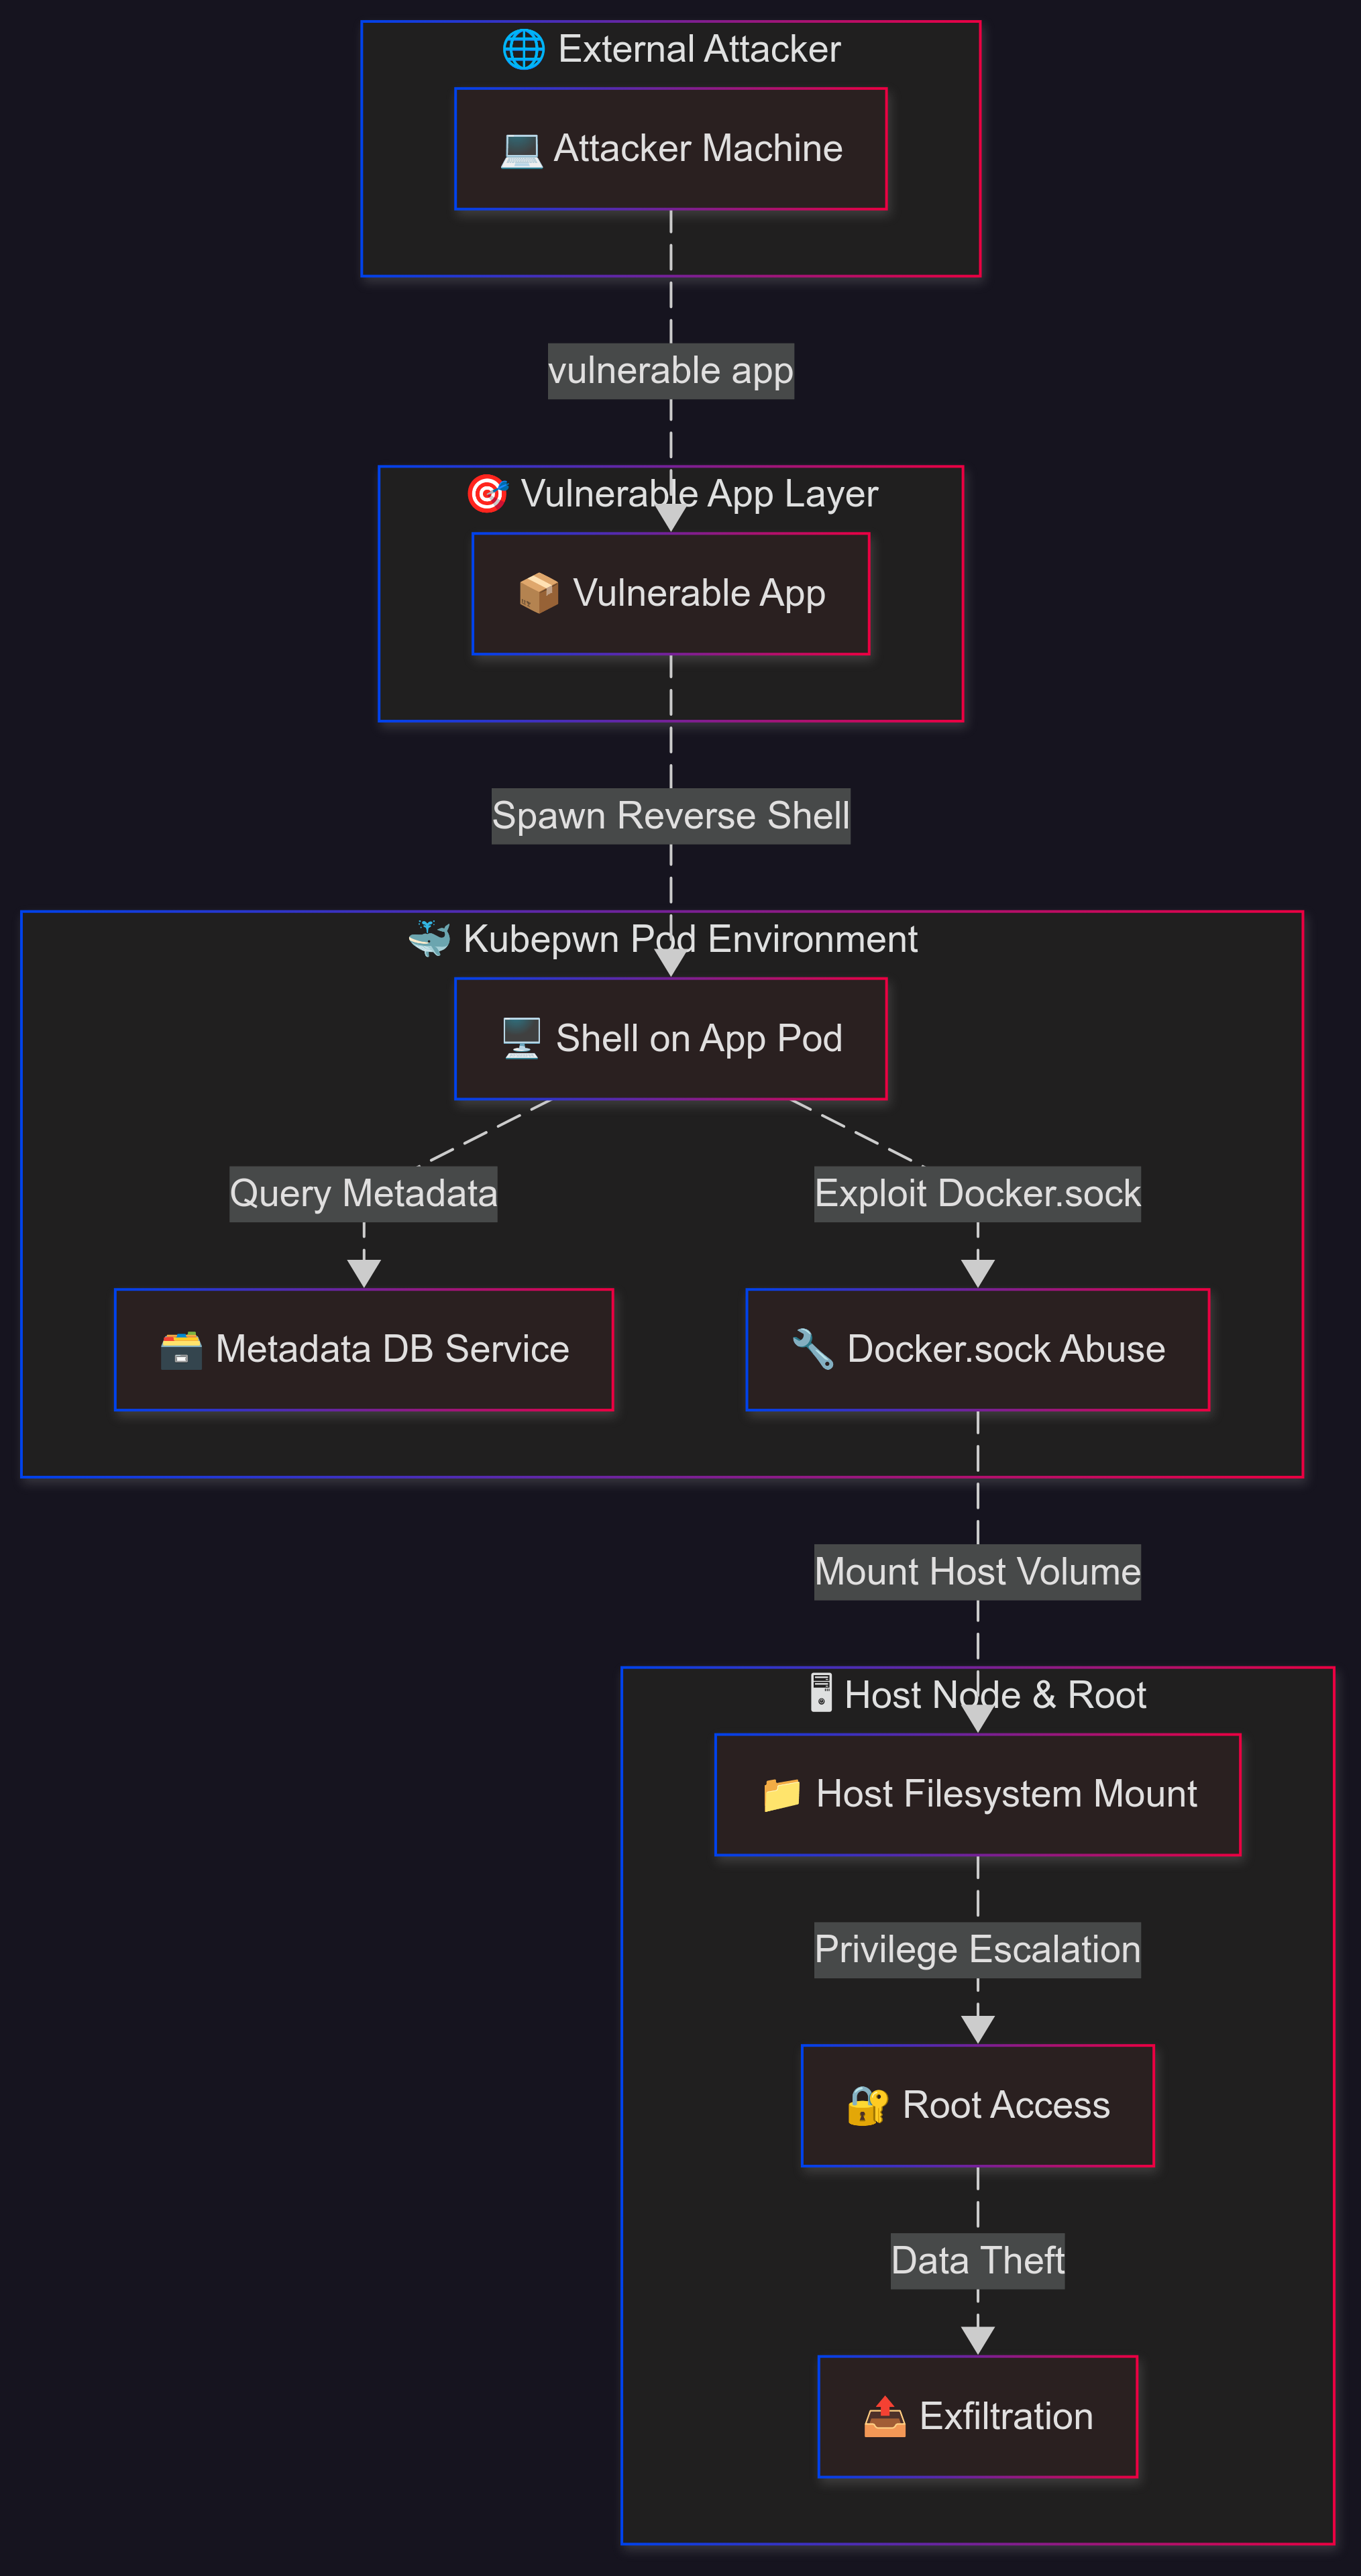 External Attacker
Attacker Machine
vulnerable app
Vulnerable App Layer
Vulnerable App
Spawn Reverse Shell
Kubepwn Pod Environment
Shell on App Pod
Query Metadata
Exploit Docker.sock
Metadata DB Service
Docker.sock Abuse
Mount Host Volume
Host Node & Root
Host Filesystem Mount
Privilege Escalation
Root Access
Data Theft
Exfiltration